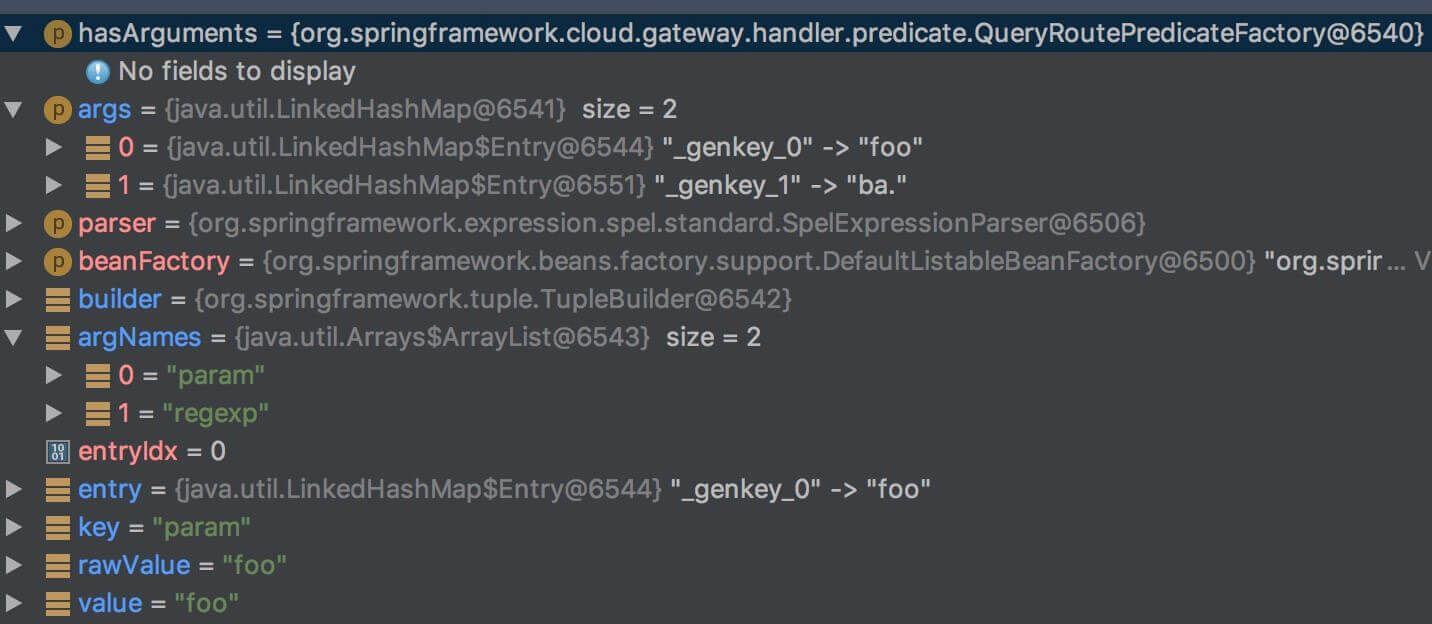 p hasArguments = {org.springframework.cloud.gateway.handler.predicate.QueryRoutePredicateFactory@6540}
! No fields to display
p args = {java.util.LinkedHashMap@6541} size = 2
0 = {java.util.LinkedHashMap$Entry@6544} "_genkey_0" -> "foo"
1 = {java.util.LinkedHashMap$Entry@6551} "_genkey_1" -> "ba."
p parser = {org.springframework.expression.spel.standard.SpelExpressionParser@6506}
p beanFactory = {org.springframework.beans.factory.support.DefaultListableBeanFactory@6500} "org.sprir ... V
builder = {org.springframework.tuple.TupleBuilder@6542}
argNames = {java.util.Arrays$ArrayList@6543} size = 2
0 = "param"
1 = "regexp"
10 01 entryIdx = 0
entry = {java.util.LinkedHashMap$Entry@6544} "_genkey_0" -> "foo"
key = "param"
rawValue = "foo"
value = "foo"